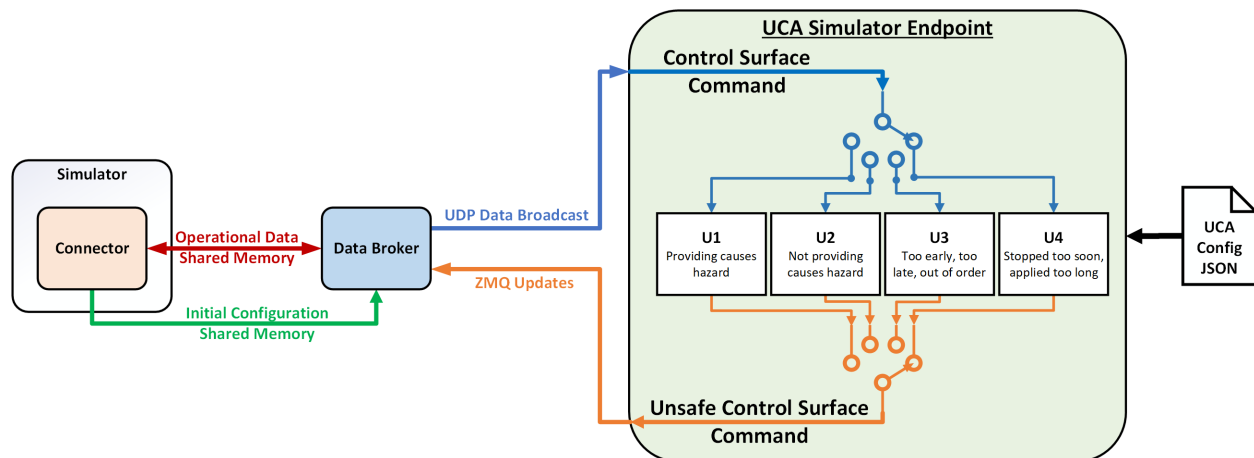 UCA Simulator Endpoint
Control Surface
Command
Simulator
Connector
Operational Data
Shared Memory
Initial Configuration
Shared Memory
Data Broker
UDP Data Broadcast
ZMQ Updates
U1
Providing causes
hazard
U2
Not providing
causes hazard
U3
Too early, too
late, out of order
U4
Stopped too soon,
applied too long
UCA
Config
JSON
Unsafe Control Surface
Command